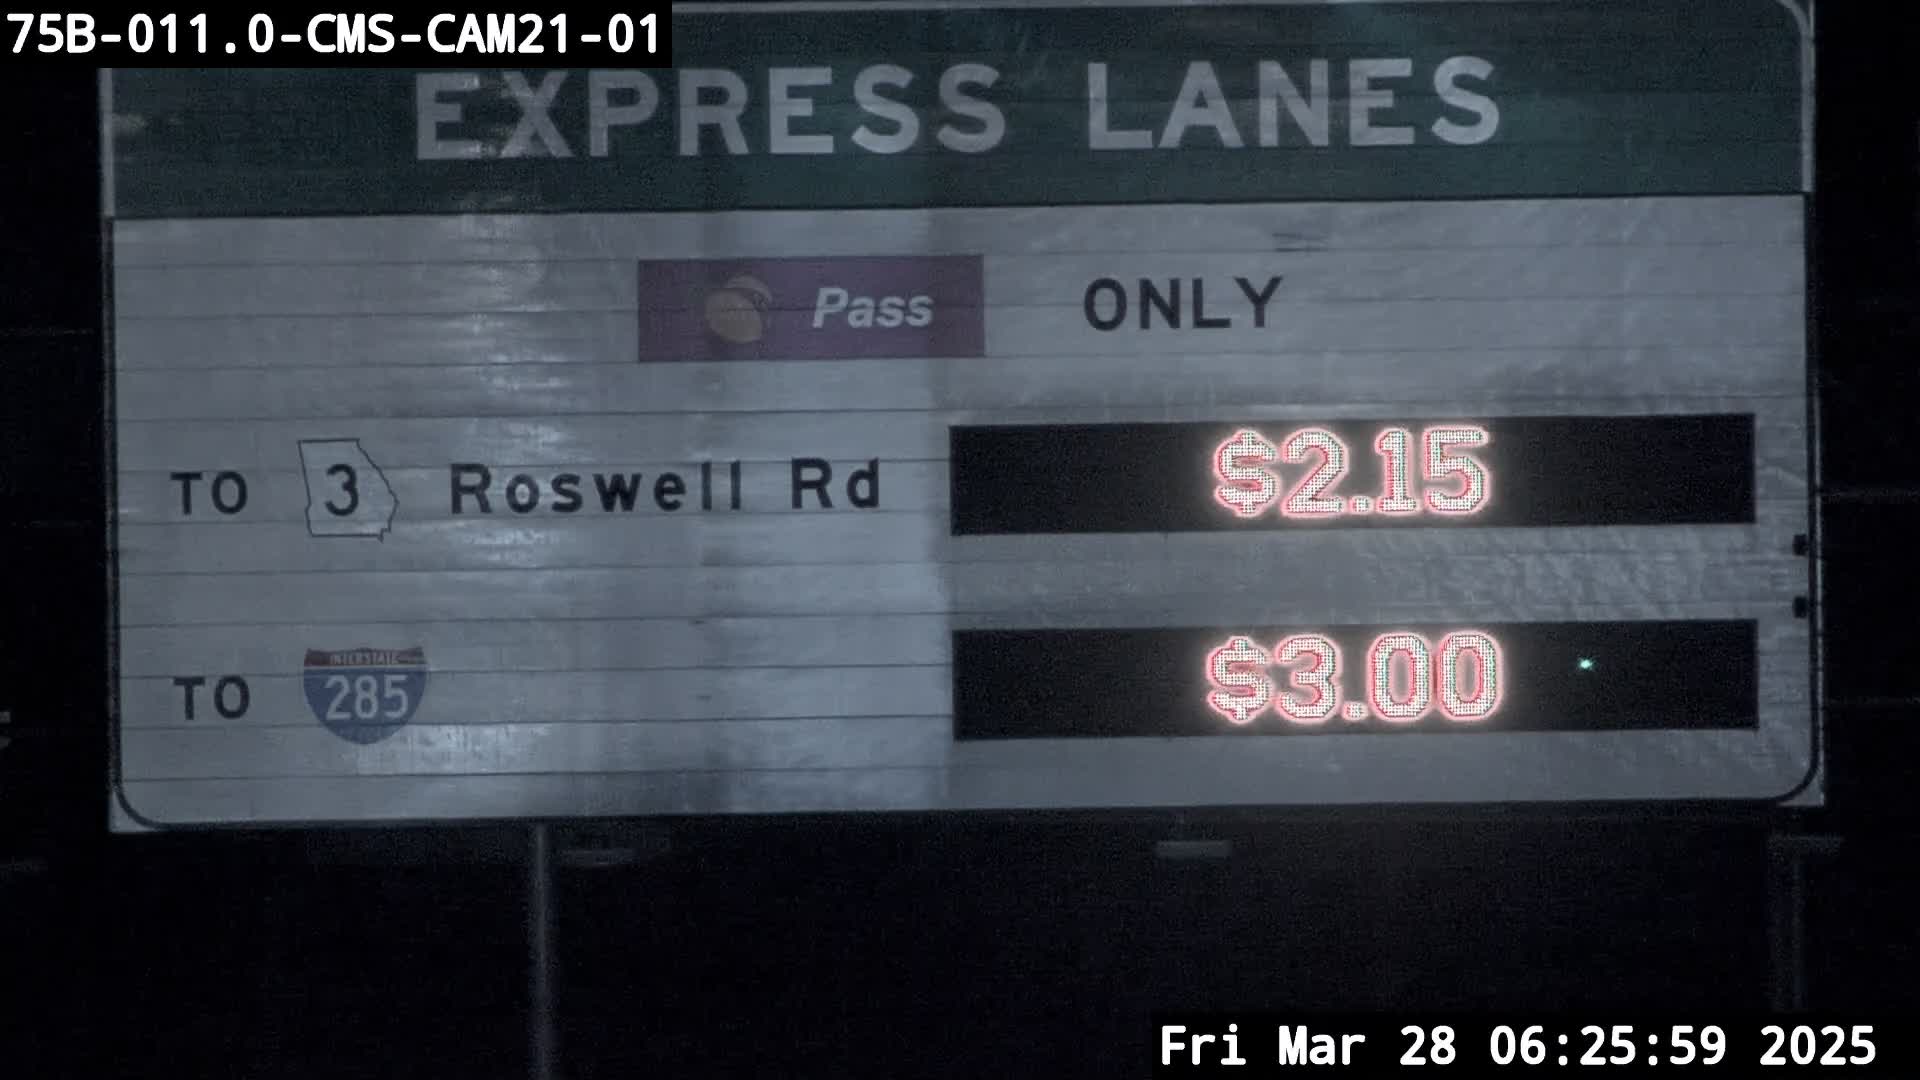 75B-011.0-CMS-CAM21-01
EXPRESS LANES
Pass ONLY
TO 3 Roswell Rd $2.15
TO INTERSTATE 285 $3.00
Fri Mar 28 06:25:59 2025